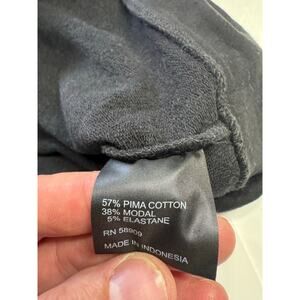 57% PIMA COTTON
38% MODAL
5% ELASTANE
RN 58909
MADE IN INDONESIA